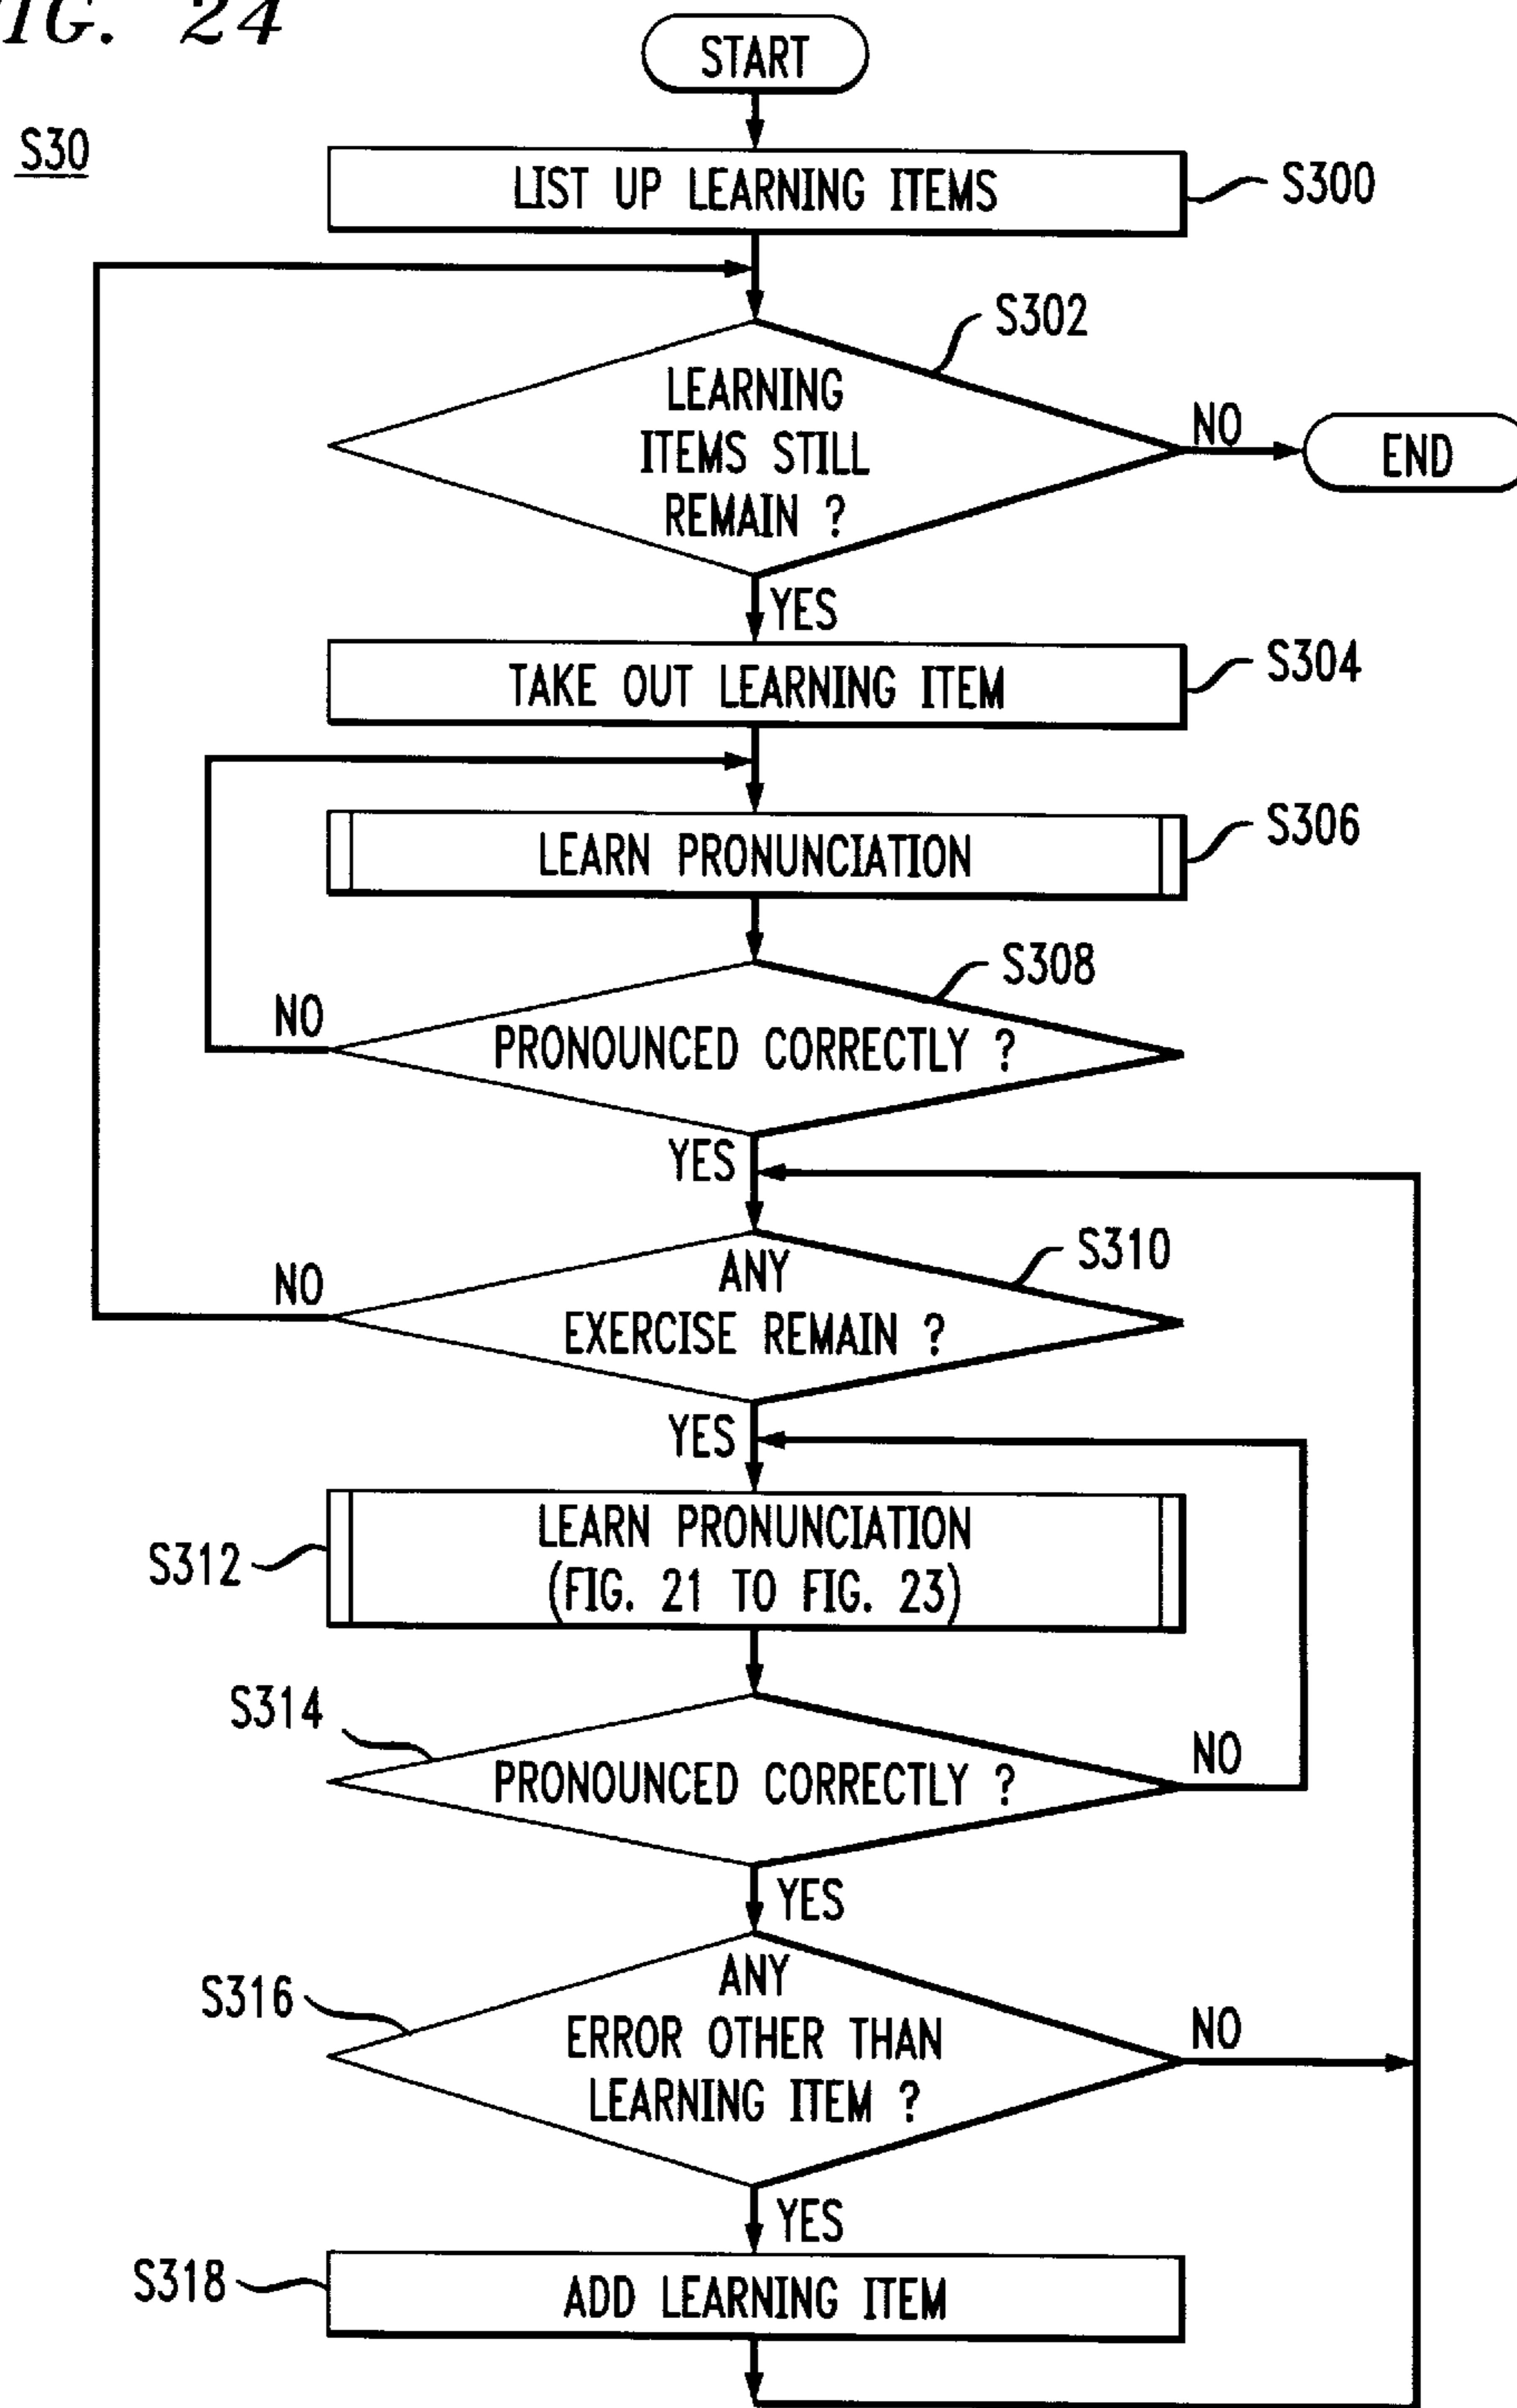 FIG. 24
START
S30
LIST UP LEARNING ITEMS
S300
S302
LEARNING
ITEMS STILL
REMAIN ?
NO
END
YES
TAKE OUT LEARNING ITEM
S304
LEARN PRONUNCIATION
S306
S308
NO
PRONOUNCED CORRECTLY ?
YES
S310
NO
ANY
EXERCISE REMAIN ?
YES
LEARN PRONUNCIATION
(FIG. 21 TO FIG. 23)
S312
S314
PRONOUNCED CORRECTLY ?
NO
YES
S316
ANY
ERROR OTHER THAN
LEARNING ITEM ?
NO
YES
S318
ADD LEARNING ITEM